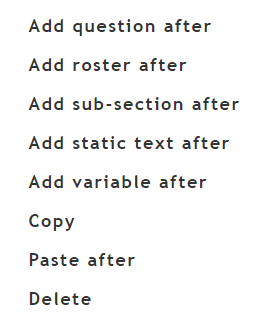 Add question after
Add roster after
Add sub-section after
Add static text after
Add variable after
Copy
Paste after
Delete